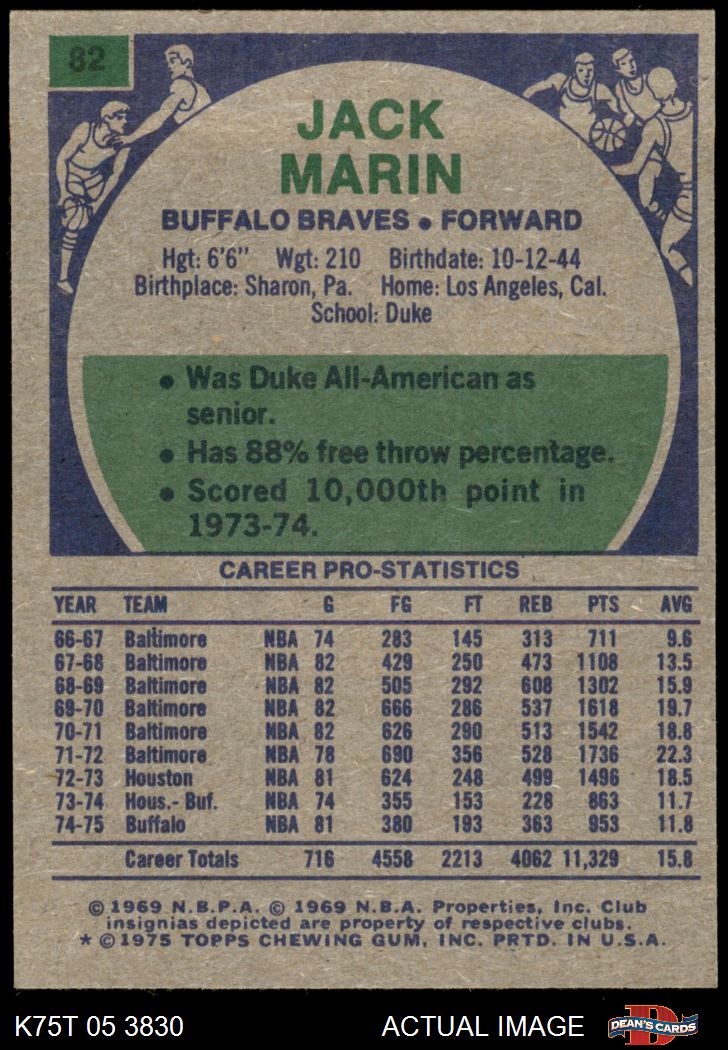 82
JACK
MARIN
BUFFALO BRAVES • FORWARD
Hgt: 6'6" Wgt: 210 Birthdate: 10-12-44
Birthplace: Sharon, Pa. Home: Los Angeles, Cal.
School: Duke
• Was Duke All-American as
senior.
• Has 88% free throw percentage.
• Scored 10,000th point in
1973-74.
CAREER PRO-STATISTICS
YEAR TEAM G FG FT REB PTS AVG
66-67 Baltimore NBA 74 283 145 313 711 9.6
67-68 Baltimore NBA 82 429 250 473 1108 13.5
68-69 Baltimore NBA 82 505 292 608 1302 15.9
69-70 Baltimore NBA 82 666 286 537 1618 19.7
70-71 Baltimore NBA 82 626 290 513 1542 18.8
71-72 Baltimore NBA 78 690 356 528 1736 22.3
72-73 Houston NBA 81 624 248 499 1496 18.5
73-74 Hous.- Buf. NBA 74 355 153 228 863 11.7
74-75 Buffalo NBA 81 380 193 363 953 11.8
Career Totals 716 4558 2213 4062 11,329 15.8
© 1969 N.B.P.A. © 1969 N.B.A. Properties, Inc. Club
insignias depicted are property of respective clubs.
* © 1975 TOPPS CHEWING GUM, INC. PRTD. IN U.S.A.
K75T 05 3830 ACTUAL IMAGE D DEAN'S CARDS